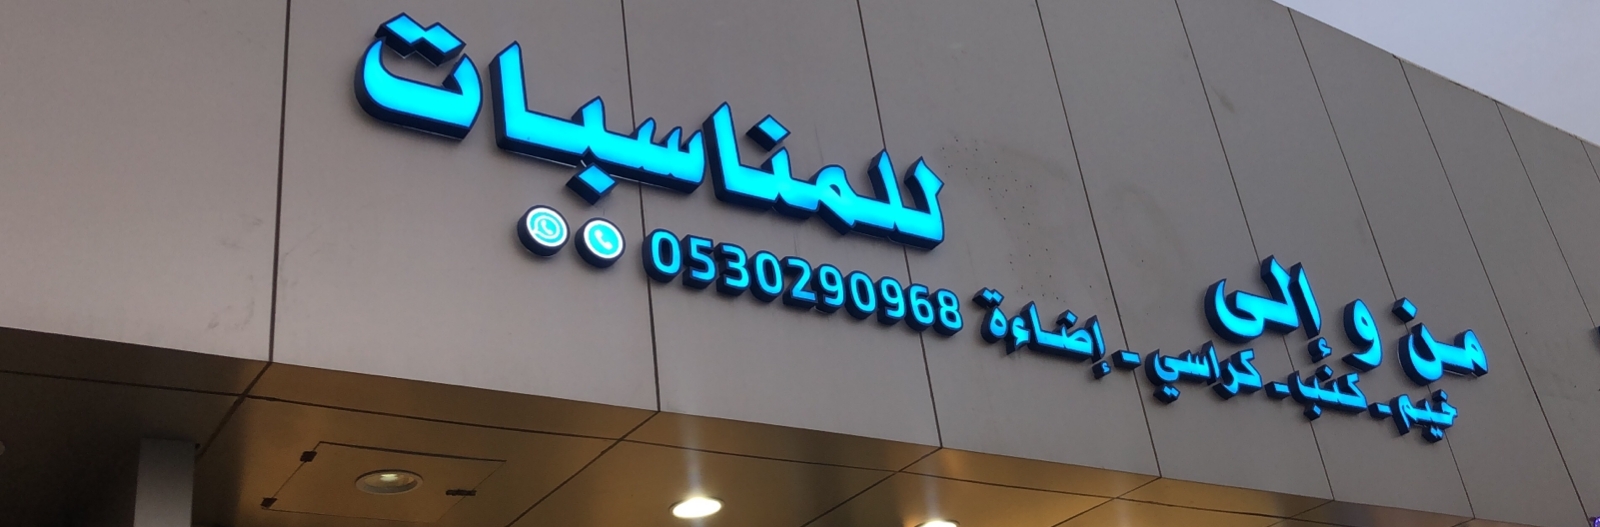 من و إلى للمناسبات
خيم - كنب - كراسي - إضاءة 0530290968